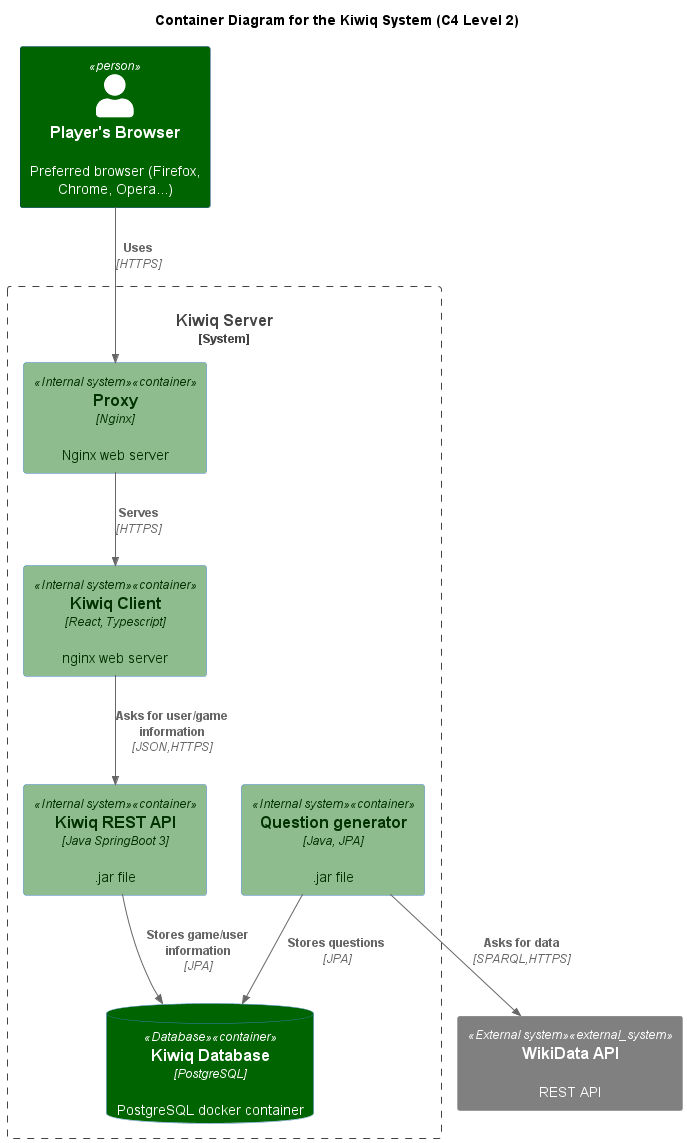 Container Diagram for the Kiwiq System (C4 Level 2)
«person»
Player's Browser
Preferred browser (Firefox,
Chrome, Opera...)
Uses
[HTTPS]
Kiwiq Server
[System]
«Internal system»«container»
Proxy
[Nginx]
Nginx web server
Serves
[HTTPS]
«Internal system»«container»
Kiwiq Client
[React, Typescript]
nginx web server
Asks for user/game
information
[JSON,HTTPS]
«Internal system»«container»
Kiwiq REST API
[Java SpringBoot 3]
.jar file
«Internal system»«container»
Question generator
[Java, JPA]
.jar file
Stores game/user
information
[JPA]
Stores questions
[JPA]
Asks for data
[SPARQL,HTTPS]
«Database»«container»
Kiwiq Database
[PostgreSQL]
PostgreSQL docker container
«External system»«external_system»
WikiData API
REST API